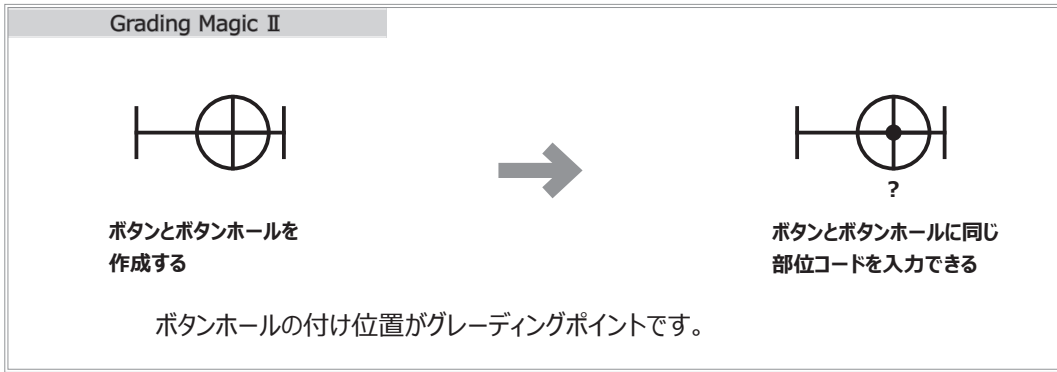 Grading Magic Ⅱ
?
ボタンとボタンホールを
作成する
ボタンとボタンホールに同じ
部位コードを入力できる
ボタンホールの付け位置がグレーディングポイントです。